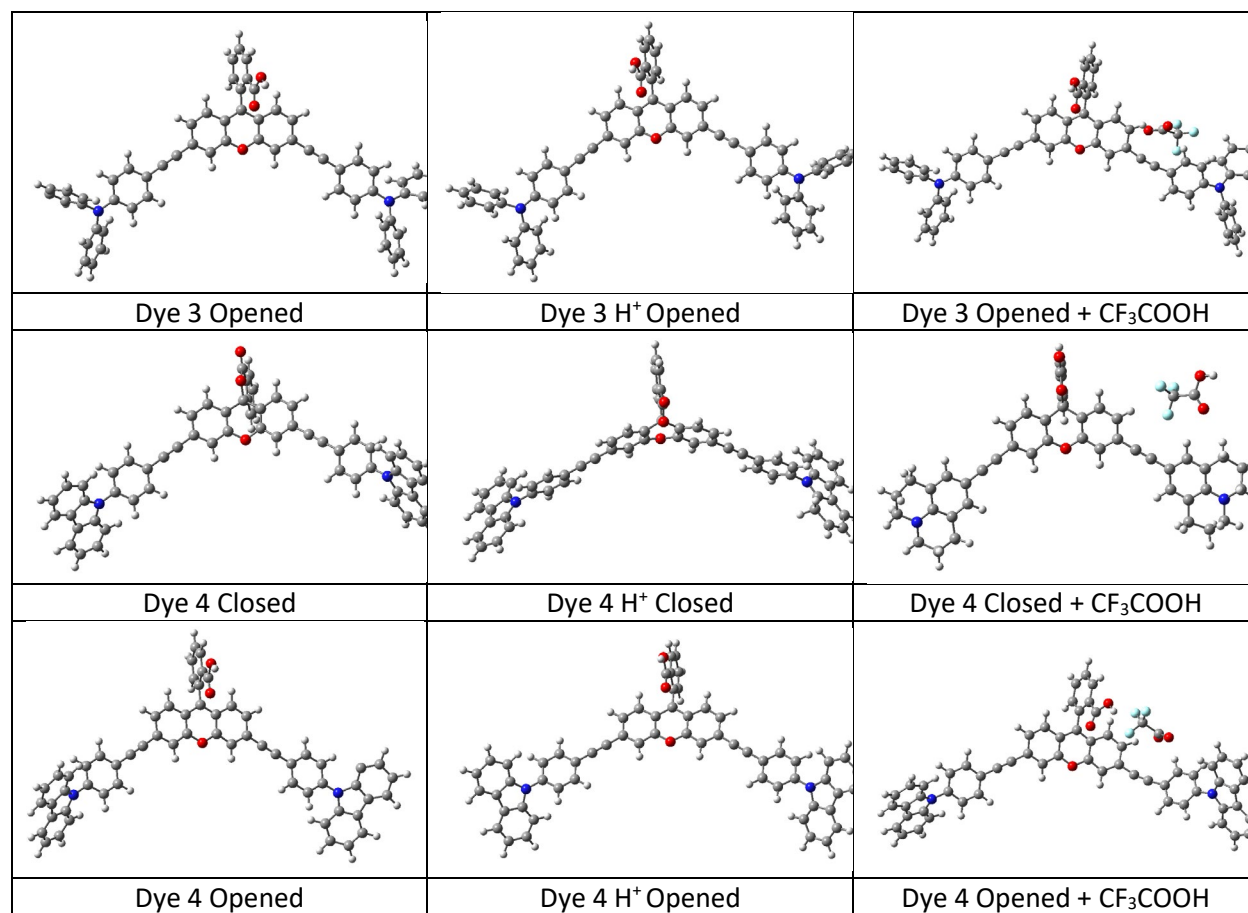 Dye 3 Opened
Dye 3 H⁺ Opened
Dye 3 Opened + CF₃COOH
Dye 4 Closed
Dye 4 H⁺ Closed
Dye 4 Closed + CF₃COOH
Dye 4 Opened
Dye 4 H⁺ Opened
Dye 4 Opened + CF₃COOH